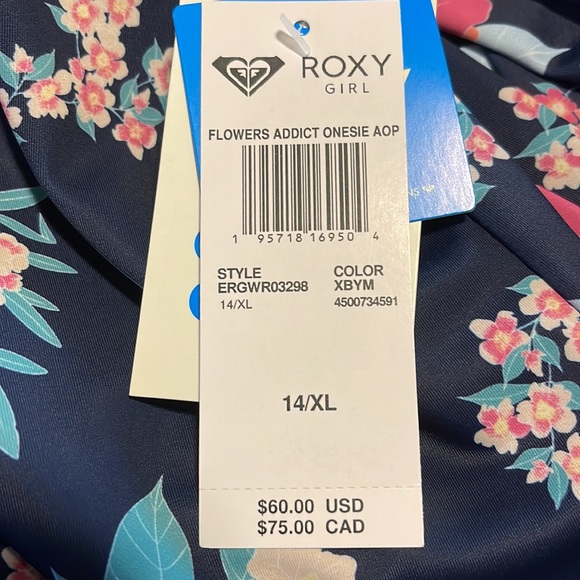 ROXY
GIRL
FLOWERS ADDICT ONESIE AOP
1 95718 16950 4
STYLE COLOR
ERGWR03298 XBYM
14/XL 4500734591
14/XL
$60.00 USD
$75.00 CAD